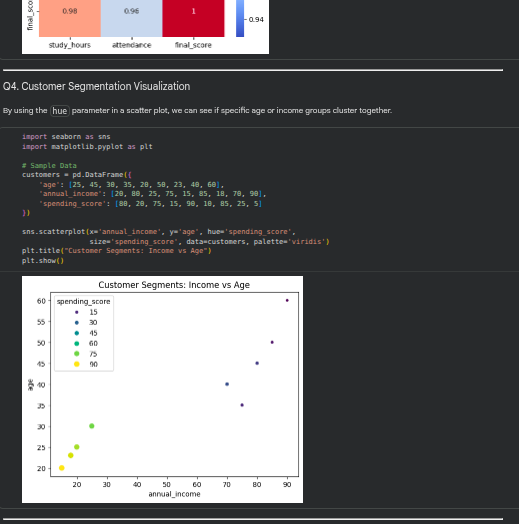 final_sco
0.98 0.96 1
0.94
study_hours attendance final_score
Q4. Customer Segmentation Visualization
By using the hue parameter in a scatter plot, we can see if specific age or income groups cluster together.
import seaborn as sns
import matplotlib.pyplot as plt
# Sample Data
customers = pd.DataFrame({
'age': [25, 45, 30, 35, 20, 50, 23, 40, 60],
'annual_income': [20, 80, 25, 75, 15, 85, 18, 70, 90],
'spending_score': [80, 20, 75, 15, 90, 10, 85, 25, 5]
})
sns.scatterplot(x='annual_income', y='age', hue='spending_score',
size='spending_score', data=customers, palette='viridis')
plt.title("Customer Segments: Income vs Age")
plt.show()
Customer Segments: Income vs Age
spending_score
15
30
45
60
75
90
60
55
50
45
40
35
30
25
20
age
20 30 40 50 60 70 80 90
annual_income